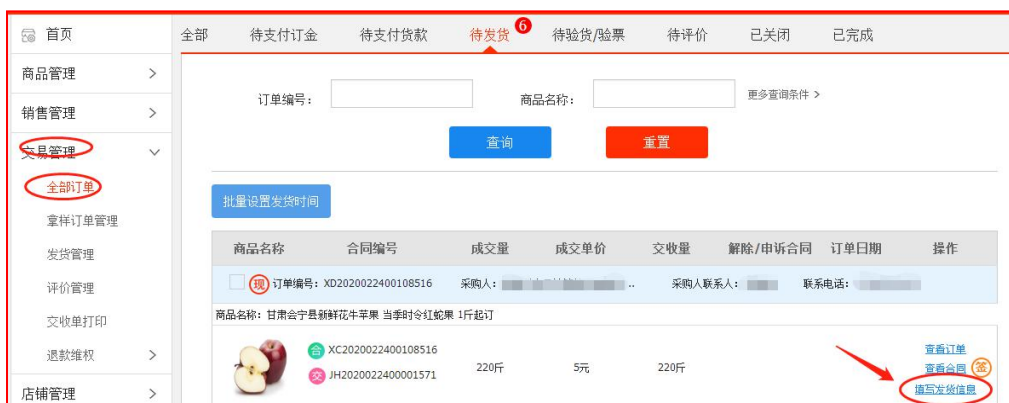 首页
全部 待支付订金 待支付货款 待发货 6 待验货/验票 待评价 已关闭 已完成
商品管理 >
订单编号： 商品名称： 更多查询条件 >
销售管理 >
查询 重置
交易管理
全部订单
批量设置发货时间
拿样订单管理
商品名称 合同编号 成交量 成交单价 交收量 解除/申诉合同 订单日期 操作
发货管理
现 订单编号：XD2020022400108516 采购人： .. 采购人联系人： 联系电话：
评价管理
商品名称：甘肃会宁县新鲜花牛苹果 当季时令红蛇果 1斤起订
交收单打印
合 XC2020022400108516 查看订单
退款维权 >
220斤 5元 220斤 查看合同 签
交 JH2020022400001571
填写发货信息
店铺管理 >